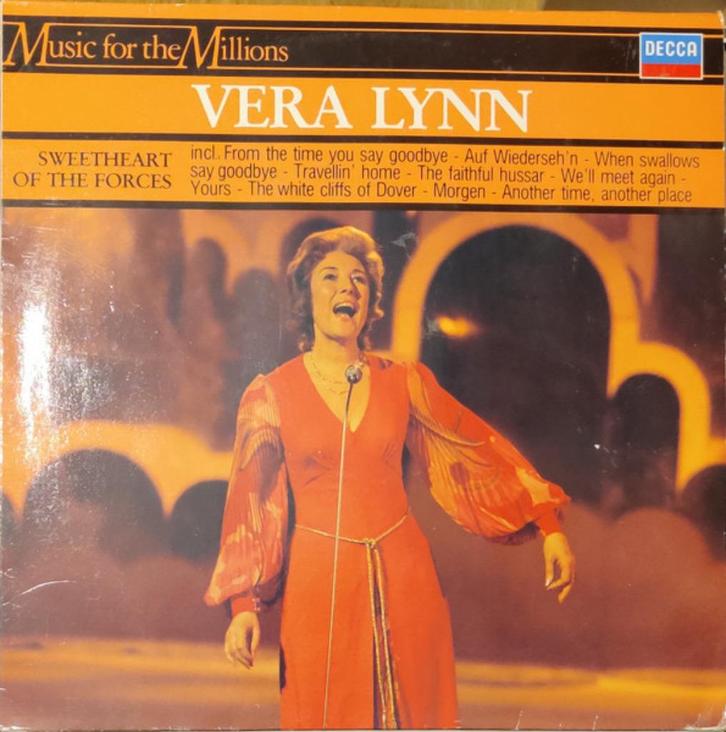 Music for the Millions
DECCA
VERA LYNN
SWEETHEART
OF THE FORCES
incl. From the time you say goodbye - Auf Wiederseh'n - When swallows
say goodbye - Travellin' home - The faithful hussar - We'll meet again -
Yours - The white cliffs of Dover - Morgen - Another time, another place